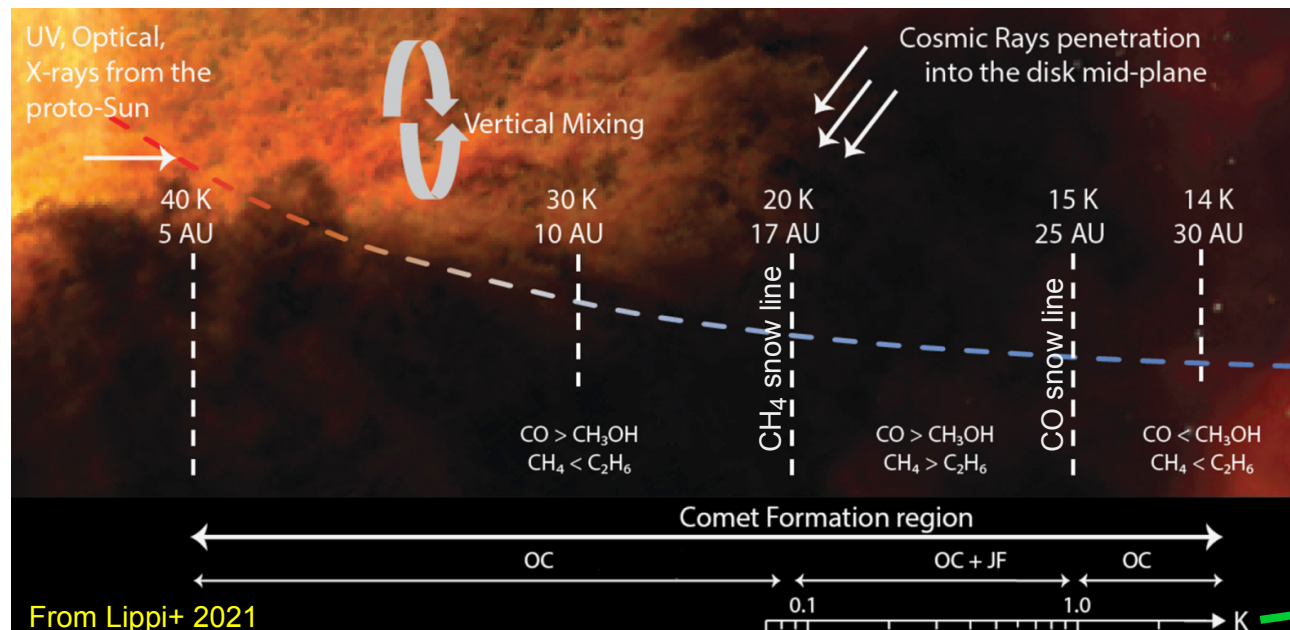 UV, Optical,
X-rays from the
proto-Sun
Vertical Mixing
Cosmic Rays penetration
into the disk mid-plane
40 K
5 AU
30 K
10 AU
20 K
17 AU
15 K
25 AU
14 K
30 AU
CH₄ snow line
CO snow line
CO > CH₃OH
CH₄ < C₂H₆
CO > CH₃OH
CH₄ > C₂H₆
CO < CH₃OH
CH₄ < C₂H₆
Comet Formation region
OC
OC + JF
OC
0.1
1.0
K
From Lippi+ 2021